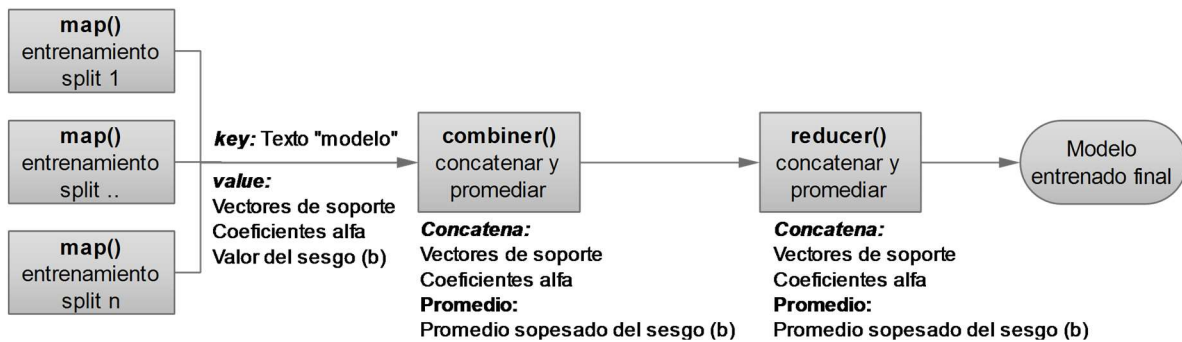 map()
entrenamiento
split 1
map()
entrenamiento
split ..
map()
entrenamiento
split n
key: Texto "modelo"
value:
Vectores de soporte
Coeficientes alfa
Valor del sesgo (b)
combiner()
concatenar y
promediar
Concatena:
Vectores de soporte
Coeficientes alfa
Promedio:
Promedio sopesado del sesgo (b)
reducer()
concatenar y
promediar
Concatena:
Vectores de soporte
Coeficientes alfa
Promedio:
Promedio sopesado del sesgo (b)
Modelo
entrenado final